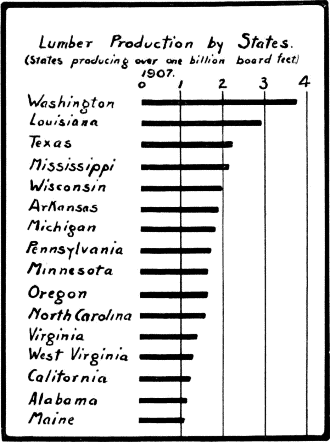 Lumber Production by States.
(States producing over one billion board feet)
1907.
0 1 2 3 4
Washington
Louisiana
Texas
Mississippi
Wisconsin
Arkansas
Michigan
Pennsylvania
Minnesota
Oregon
North Carolina
Virginia
West Virginia
California
Alabama
Maine